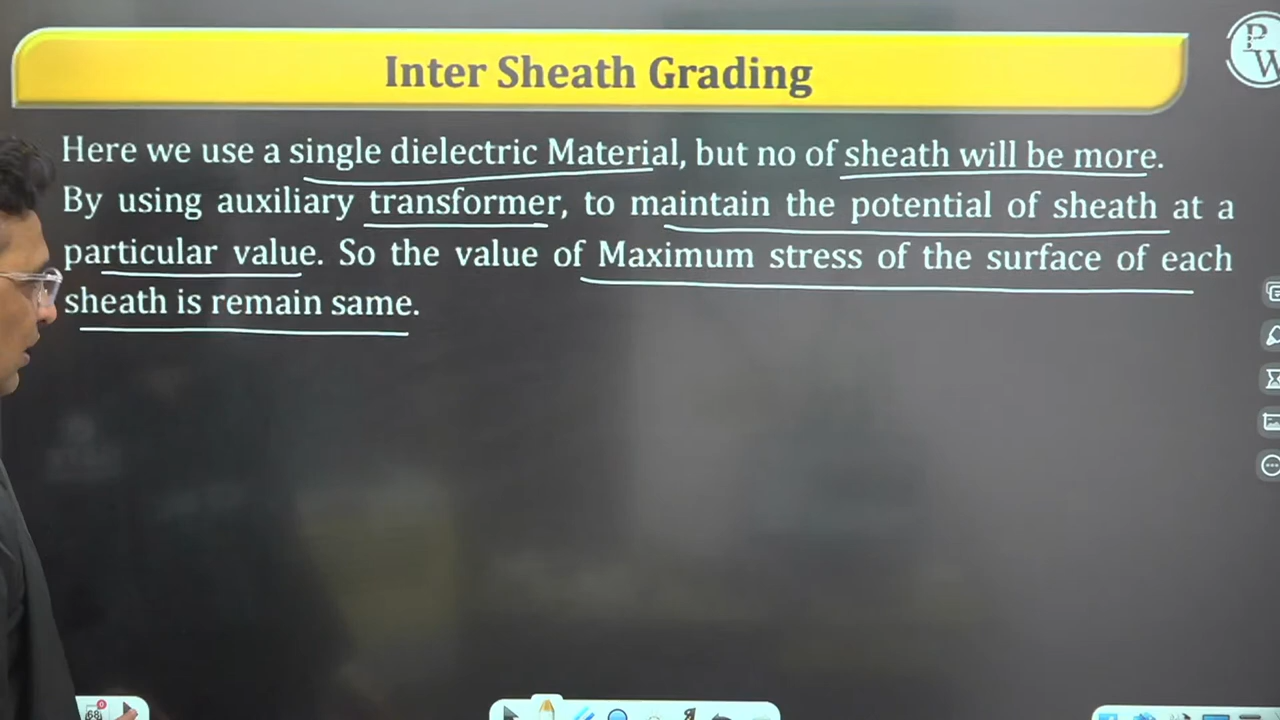 Inter Sheath Grading
P
W
Here we use a single dielectric Material, but no of sheath will be more.
By using auxiliary transformer, to maintain the potential of sheath at a
particular value. So the value of Maximum stress of the surface of each
sheath is remain same.
68